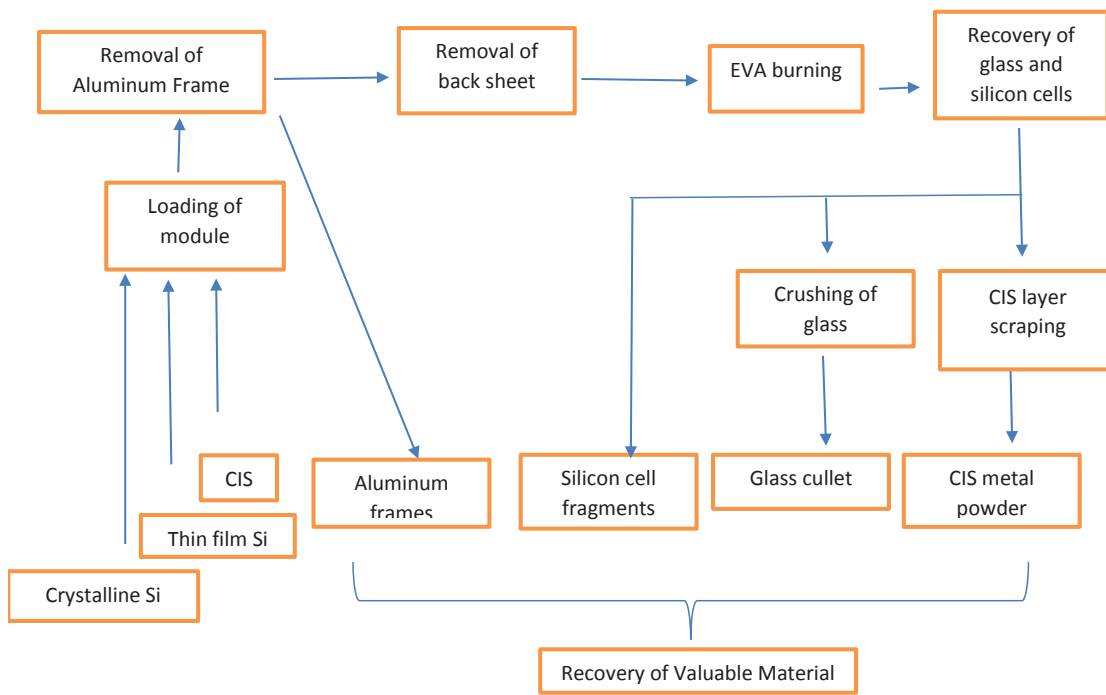 Removal of
Aluminum Frame
Removal of
back sheet
EVA burning
Recovery of
glass and
silicon cells
Loading of
module
Crushing of
glass
CIS layer
scraping
CIS
Thin film Si
Crystalline Si
Aluminum
frames
Silicon cell
fragments
Glass cullet
CIS metal
powder
Recovery of Valuable Material